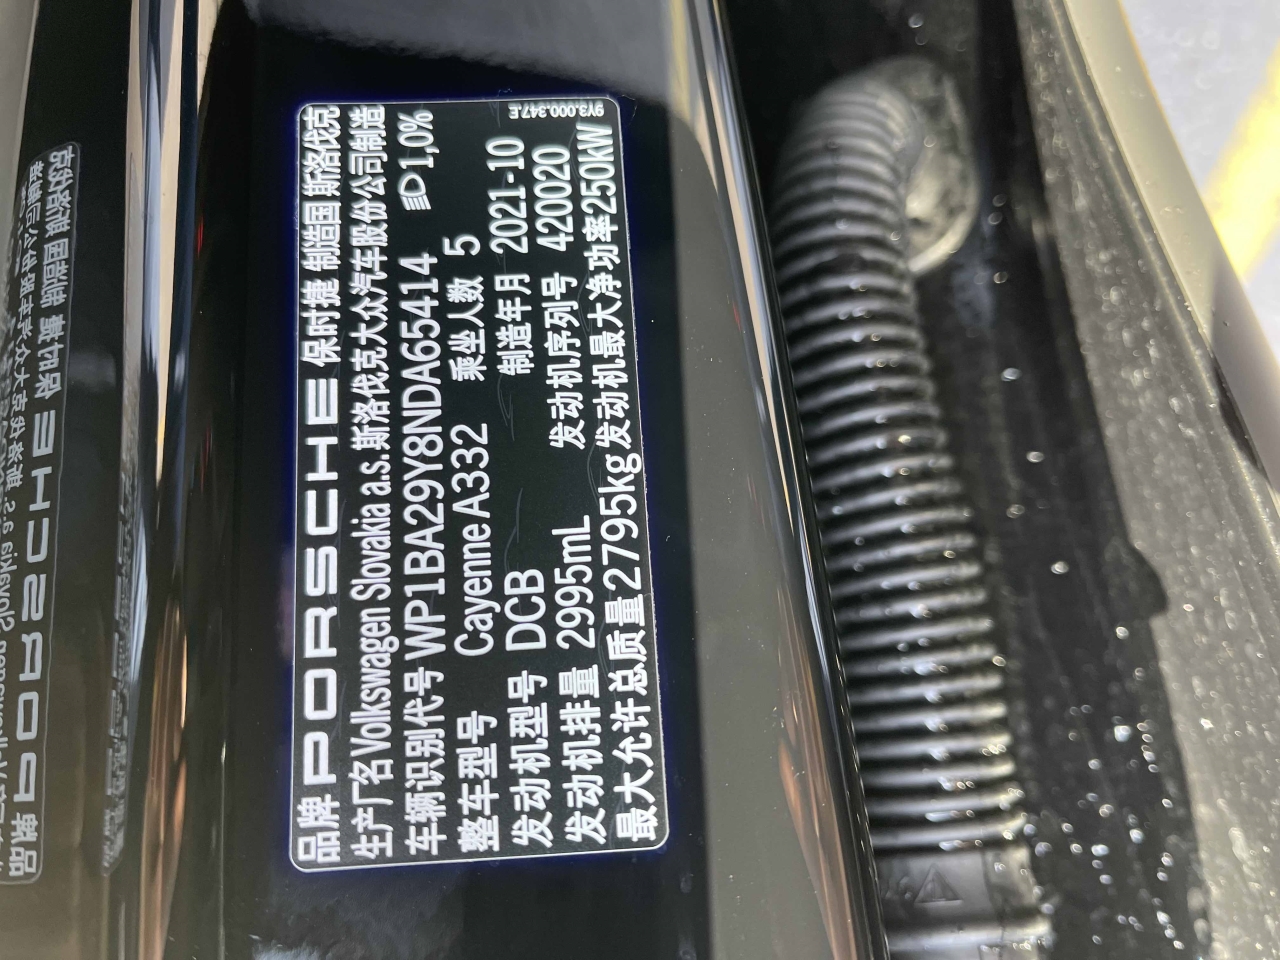 品牌 PORSCHE 保时捷 制造国 斯洛伐克
生产厂名 Volkswagen Slovakia a.s. 斯洛伐克大众汽车股份公司制造
车辆识别代号 WP1BA29Y8NDA65414 1,0%
整车型号 Cayenne A332 乘坐人数 5
发动机型号 DCB 制造年月 2021-10
发动机排量 2995mL 发动机序列号 420020
最大允许总质量 2795kg 发动机最大净功率 250kW
9Y3.000.347.E